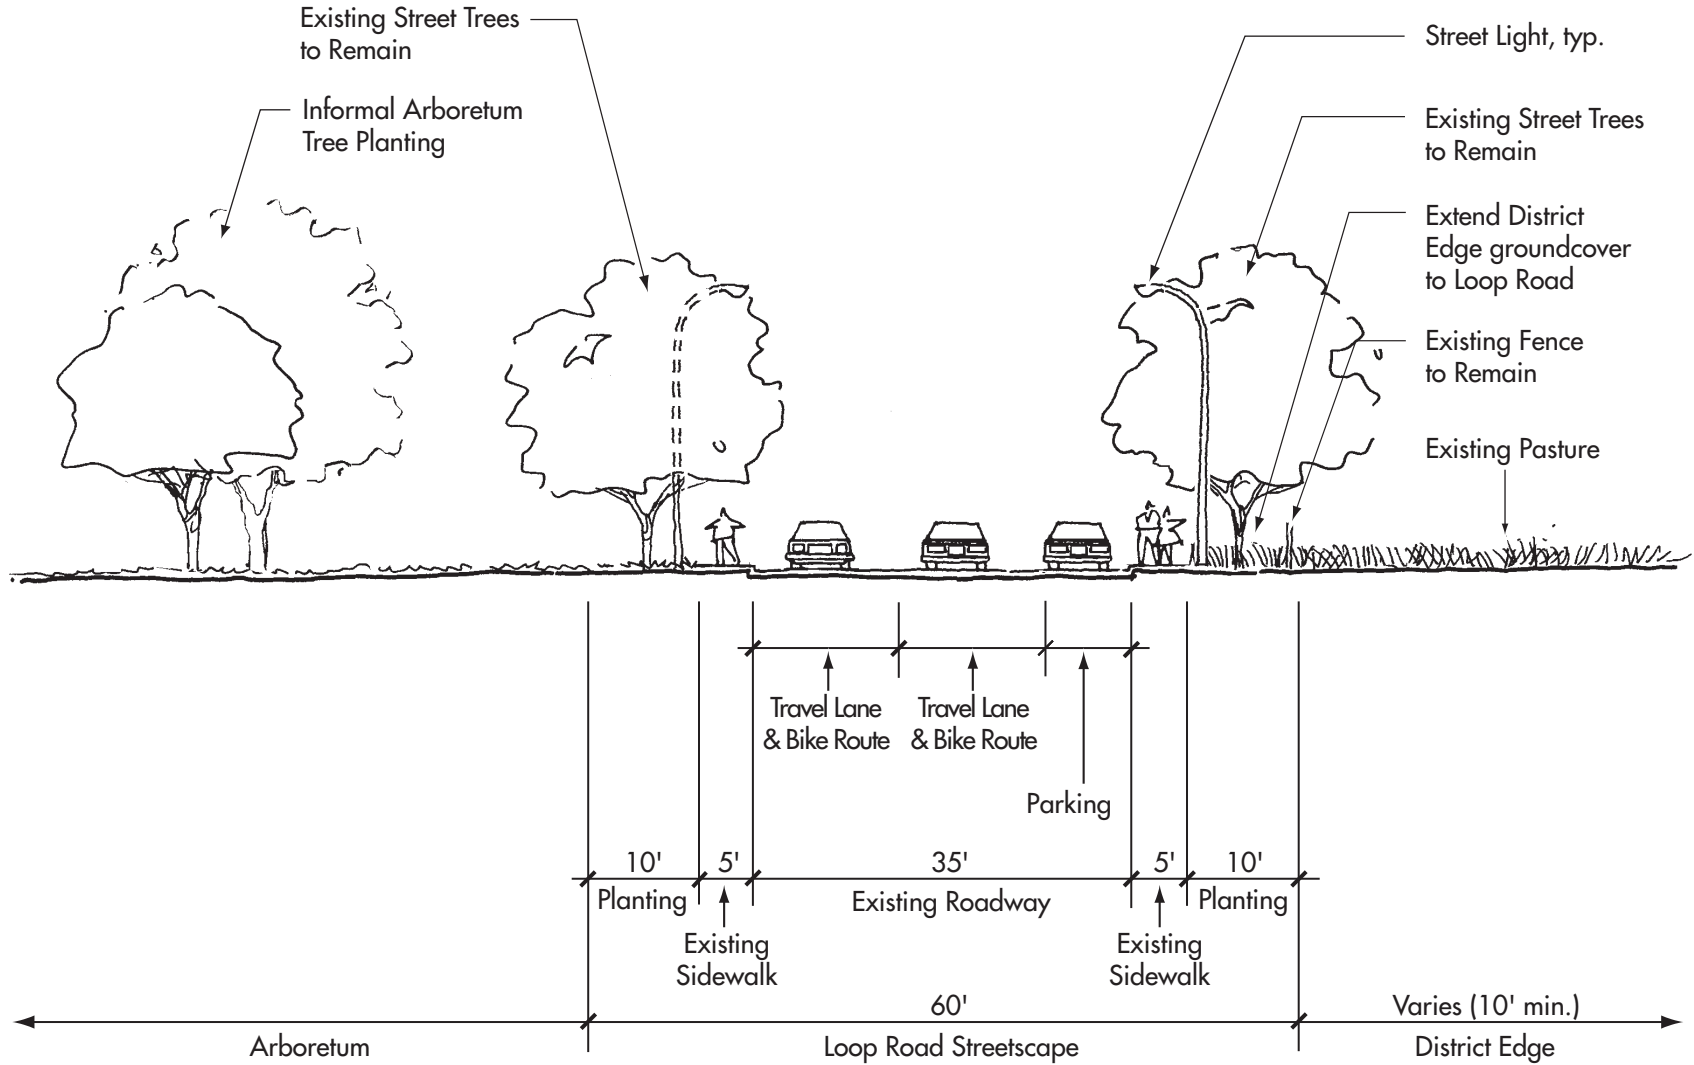 Existing Street Trees
to Remain
Informal Arboretum
Tree Planting
Street Light, typ.
Existing Street Trees
to Remain
Extend District
Edge groundcover
to Loop Road
Existing Fence
to Remain
Existing Pasture
Travel Lane
& Bike Route
Travel Lane
& Bike Route
Parking
10'
5'
35'
5'
10'
Planting
Existing Roadway
Planting
Existing
Sidewalk
Existing
Sidewalk
60'
Varies (10' min.)
Arboretum
Loop Road Streetscape
District Edge